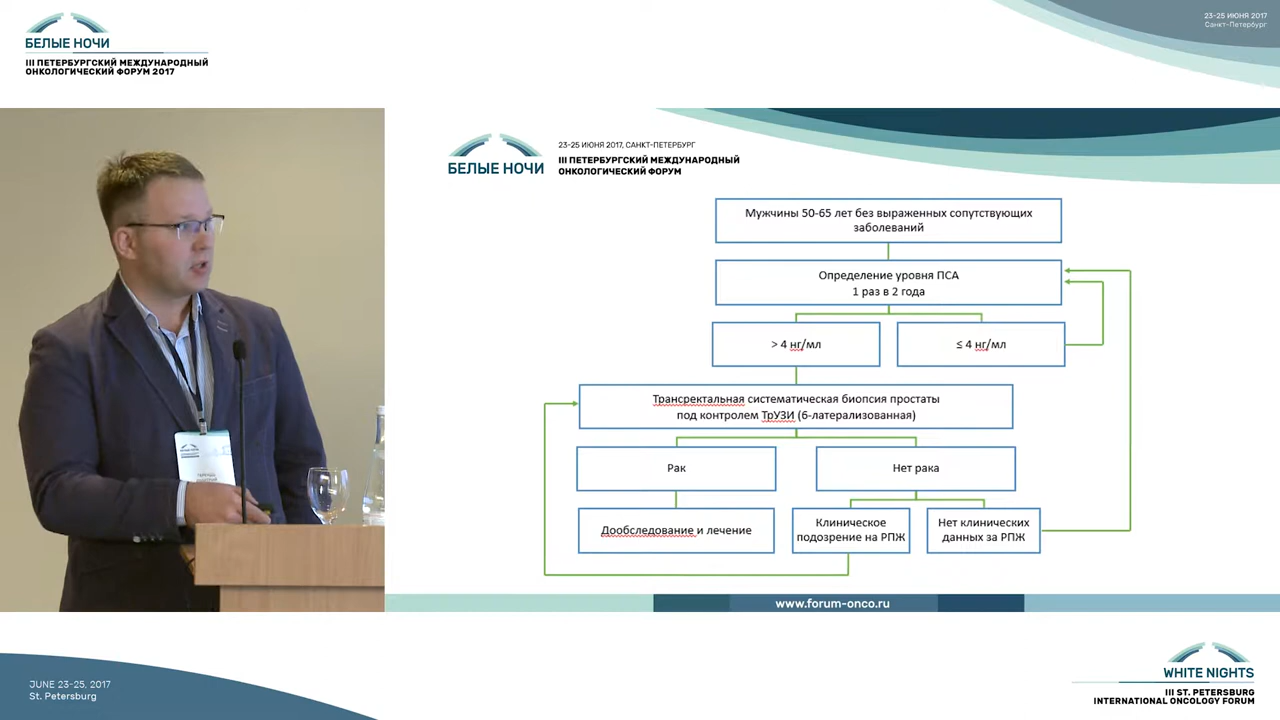 БЕЛЫЕ НОЧИ
III ПЕТЕРБУРГСКИЙ МЕЖДУНАРОДНЫЙ
ОНКОЛОГИЧЕСКИЙ ФОРУМ 2017
23-25 ИЮНЯ 2017
Санкт-Петербург
БЕЛЫЕ НОЧИ
23-25 ИЮНЯ 2017, САНКТ-ПЕТЕРБУРГ
III ПЕТЕРБУРГСКИЙ МЕЖДУНАРОДНЫЙ
ОНКОЛОГИЧЕСКИЙ ФОРУМ
Мужчины 50-65 лет без выраженных сопутствующих
заболеваний
Определение уровня ПСА
1 раз в 2 года
> 4 нг/мл
≤ 4 нг/мл
Трансректальная систематическая биопсия простаты
под контролем ТрУЗИ (6-латерализованная)
Рак
Нет рака
Дообследование и лечение
Клиническое
подозрение на РПЖ
Нет клинических
данных за РПЖ
www.forum-onco.ru
JUNE 23-25, 2017
St. Petersburg
WHITE NIGHTS
III ST. PETERSBURG
INTERNATIONAL ONCOLOGY FORUM